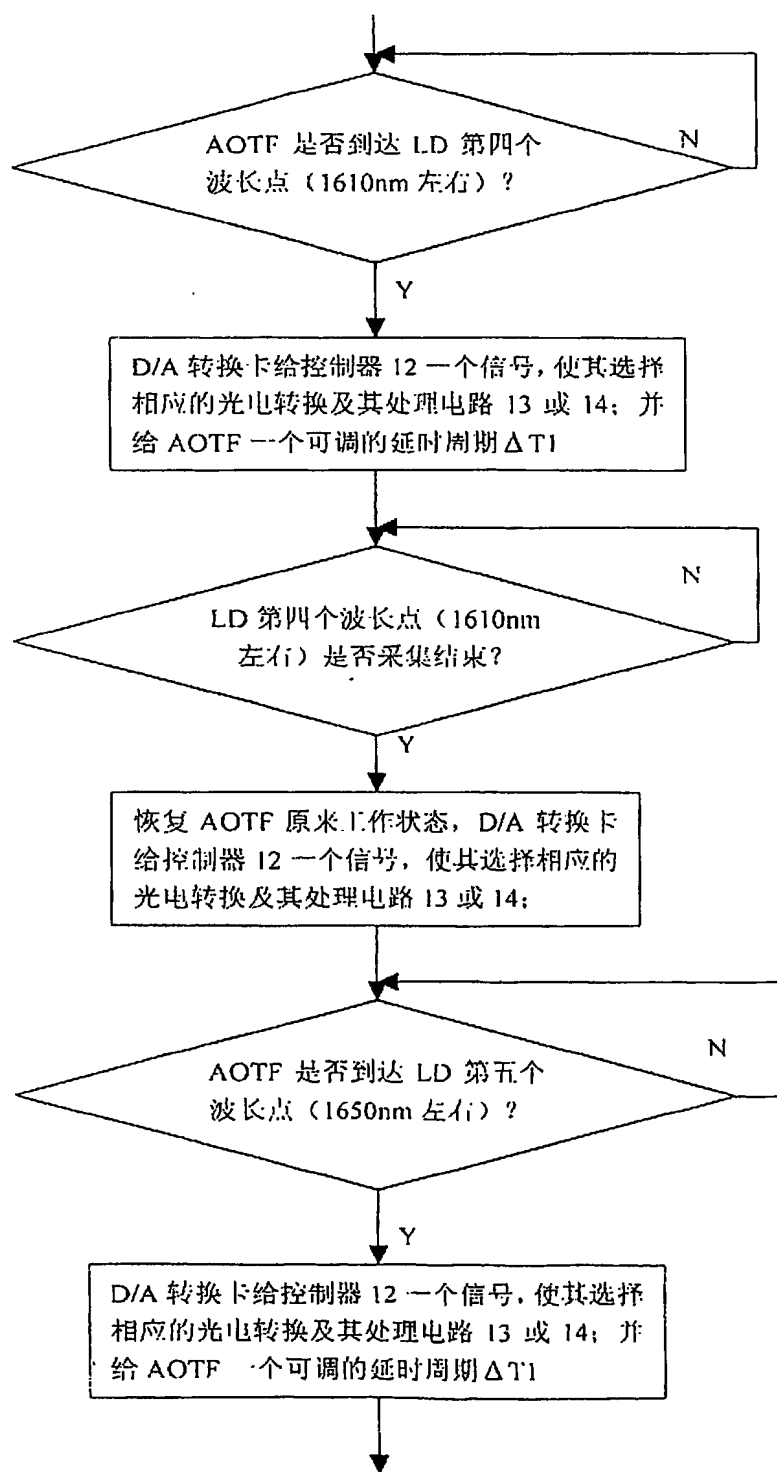 AOTF 是否到达 LD 第四个
波长点（1610nm 左右）？
N
Y
D/A 转换卡给控制器 12 一个信号，使其选择
相应的光电转换及其处理电路 13 或 14；并
给 AOTF 一个可调的延时周期 ΔT1
N
LD 第四个波长点（1610nm
左右）是否采集结束？
Y
恢复 AOTF 原来工作状态，D/A 转换卡
给控制器 12 一个信号，使其选择相应的
光电转换及其处理电路 13 或 14；
N
AOTF 是否到达 LD 第五个
波长点（1650nm 左右）？
Y
D/A 转换卡给控制器 12 一个信号，使其选择
相应的光电转换及其处理电路 13 或 14；并
给 AOTF 一个可调的延时周期 ΔT1